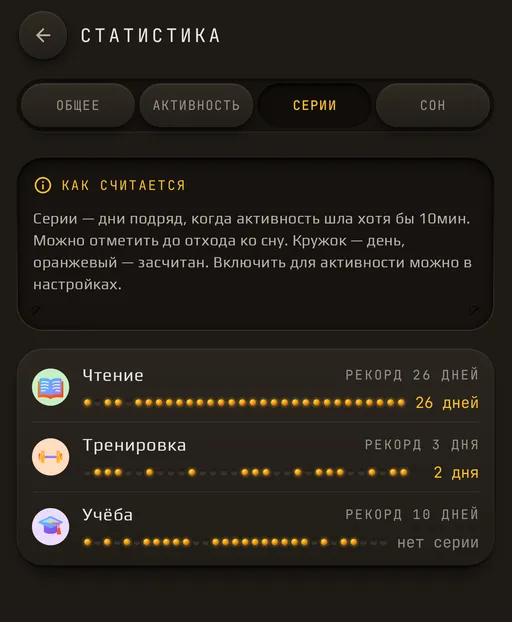 СТАТИСТИКА
ОБЩЕЕ АКТИВНОСТЬ СЕРИИ СОН
КАК СЧИТАЕТСЯ
Серии — дни подряд, когда активность шла хотя бы 10мин.
Можно отметить до отхода ко сну. Кружок — день,
оранжевый — засчитан. Включить для активности можно в
настройках.
Чтение РЕКОРД 26 ДНЕЙ
26 дней
Тренировка РЕКОРД 3 ДНЯ
2 дня
Учёба РЕКОРД 10 ДНЕЙ
нет серии